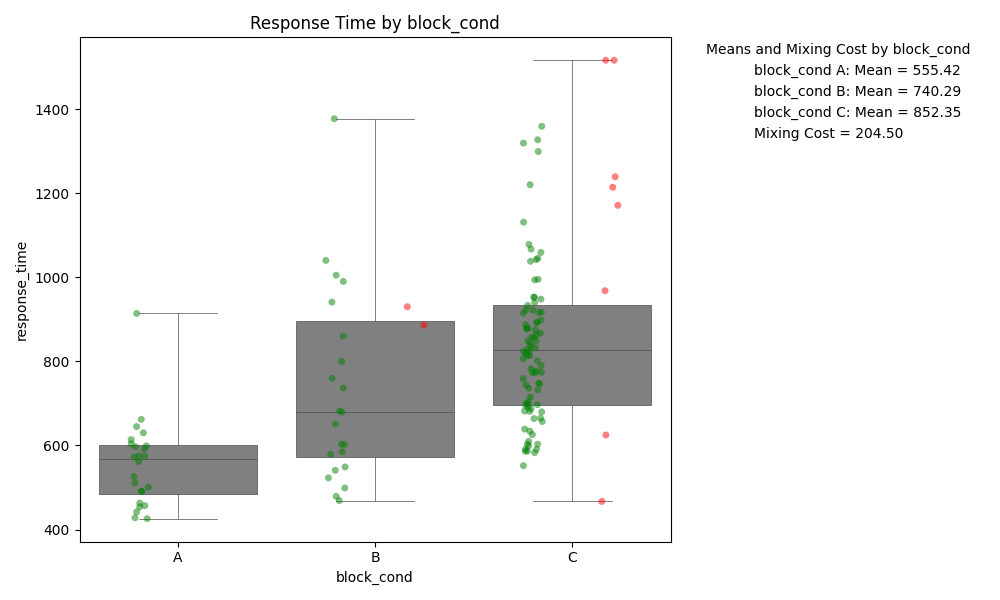 Response Time by block_cond
Means and Mixing Cost by block_cond
block_cond A: Mean = 555.42
block_cond B: Mean = 740.29
block_cond C: Mean = 852.35
Mixing Cost = 204.50
response_time
1400
1200
1000
800
600
400
A
B
C
block_cond